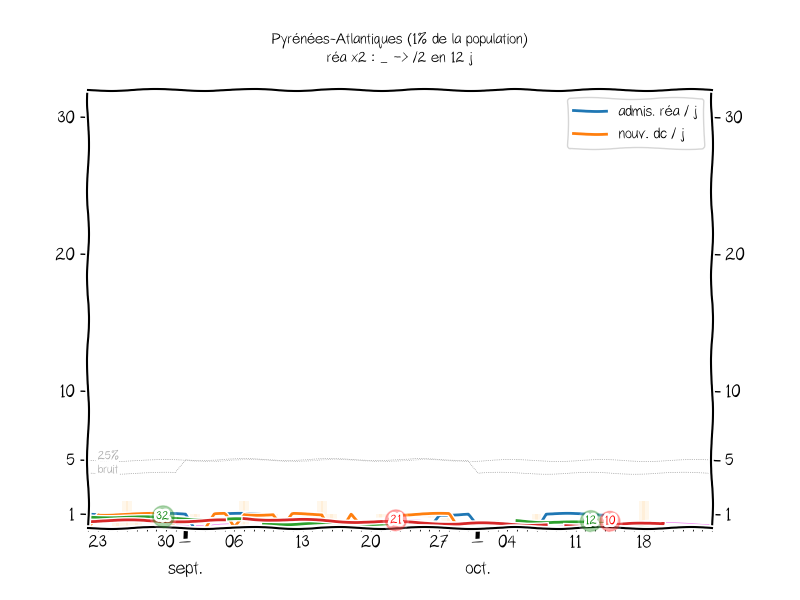 Pyrénées-Atlantiques (1% de la population)
réa x2 : _ -> /2 en 12 j
admis. réa / j
nouv. dc / j
30 30
20 20
10 10
5 5
25%
bruit
1 1
32 21 12 10
23 30 06 13 20 27 04 11 18
sept. oct.